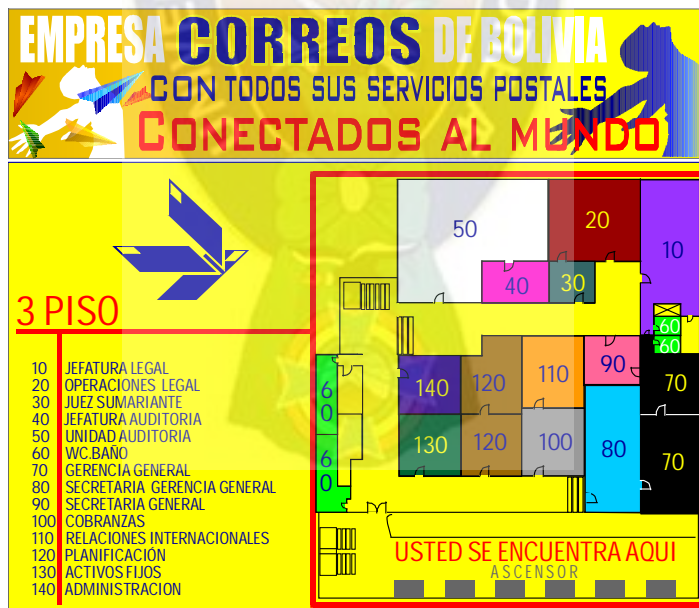 EMPRESA CORREOS DE BOLIVIA
CON TODOS SUS SERVICIOS POSTALES
CONECTADOS AL MUNDO
3 PISO
10 JEFATURA LEGAL
20 OPERACIONES LEGAL
30 JUEZ SUMARIANTE
40 JEFATURA AUDITORIA
50 UNIDAD AUDITORIA
60 WC.BAÑO
70 GERENCIA GENERAL
80 SECRETARIA GERENCIA GENERAL
90 SECRETARIA GENERAL
100 COBRANZAS
110 RELACIONES INTERNACIONALES
120 PLANIFICACIÓN
130 ACTIVOS FIJOS
140 ADMINISTRACION
50
20
10
40
30
60
60
90
70
140
120
110
60
130
120
100
80
70
60
USTED SE ENCUENTRA AQUI
ASCENSOR